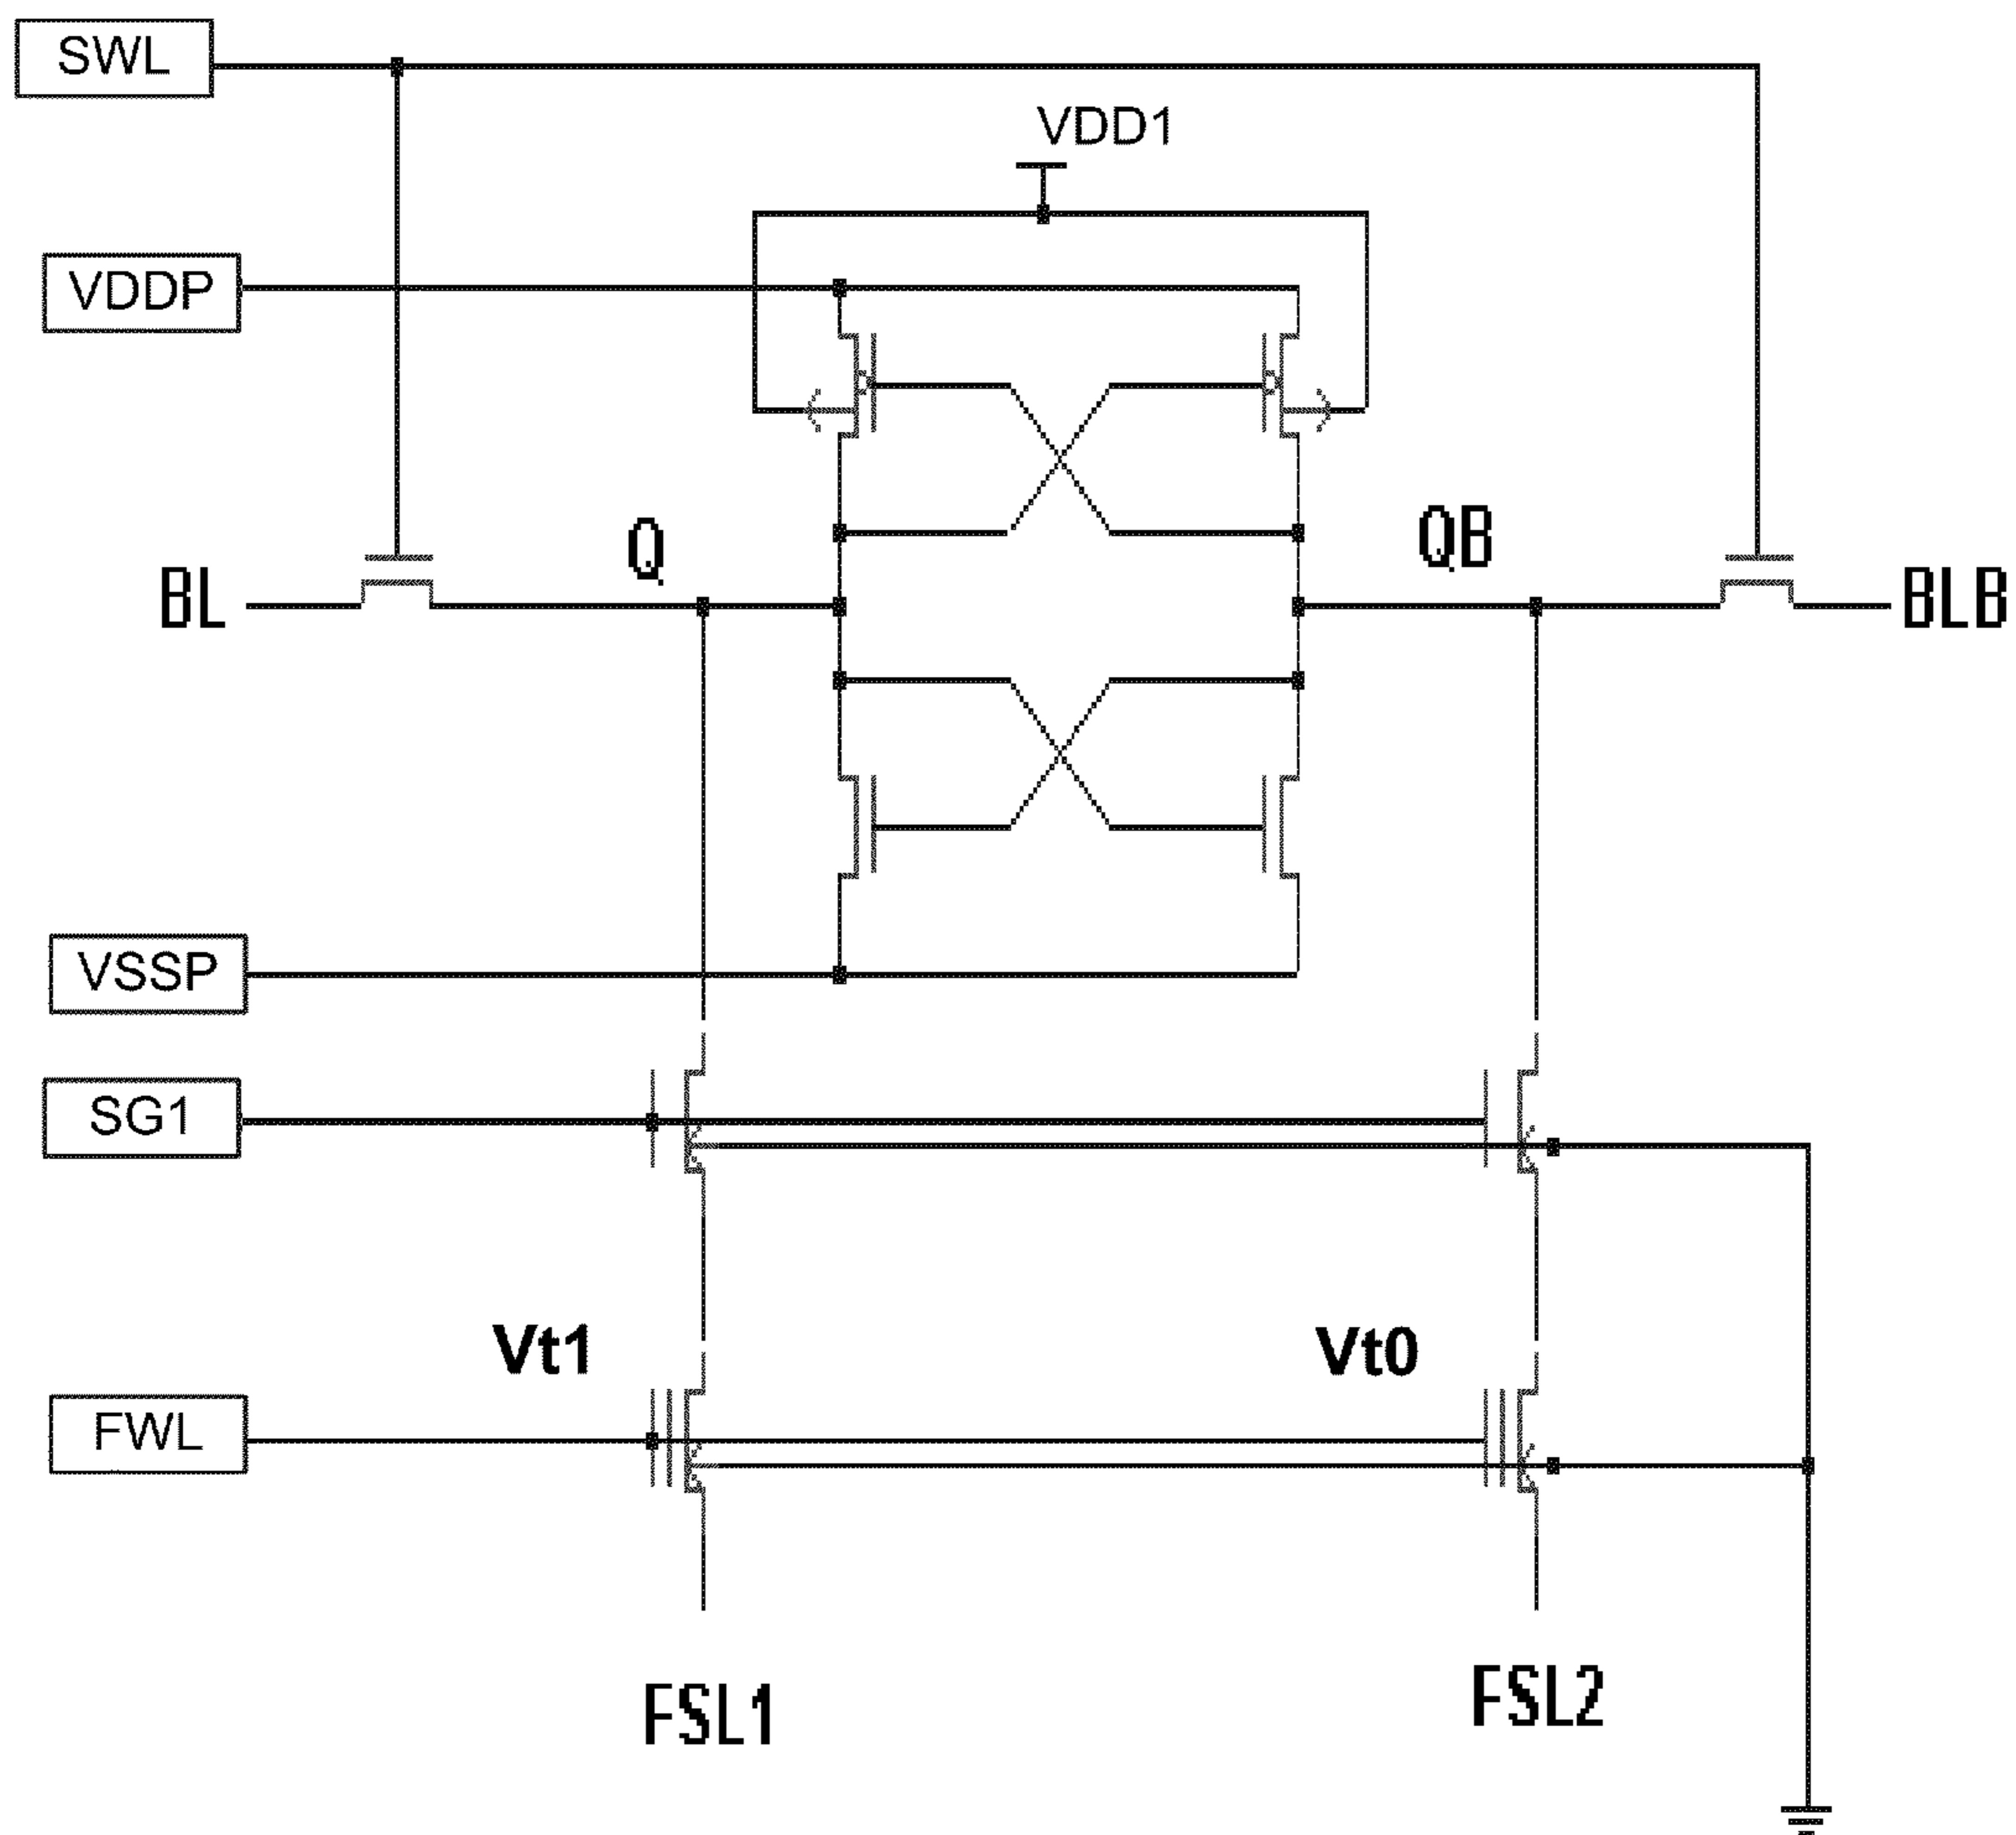 SWL
VDD1
VDDP
Q
QB
BL
BLB
VSSP
SG1
Vt1
Vt0
FWL
FSL1
FSL2